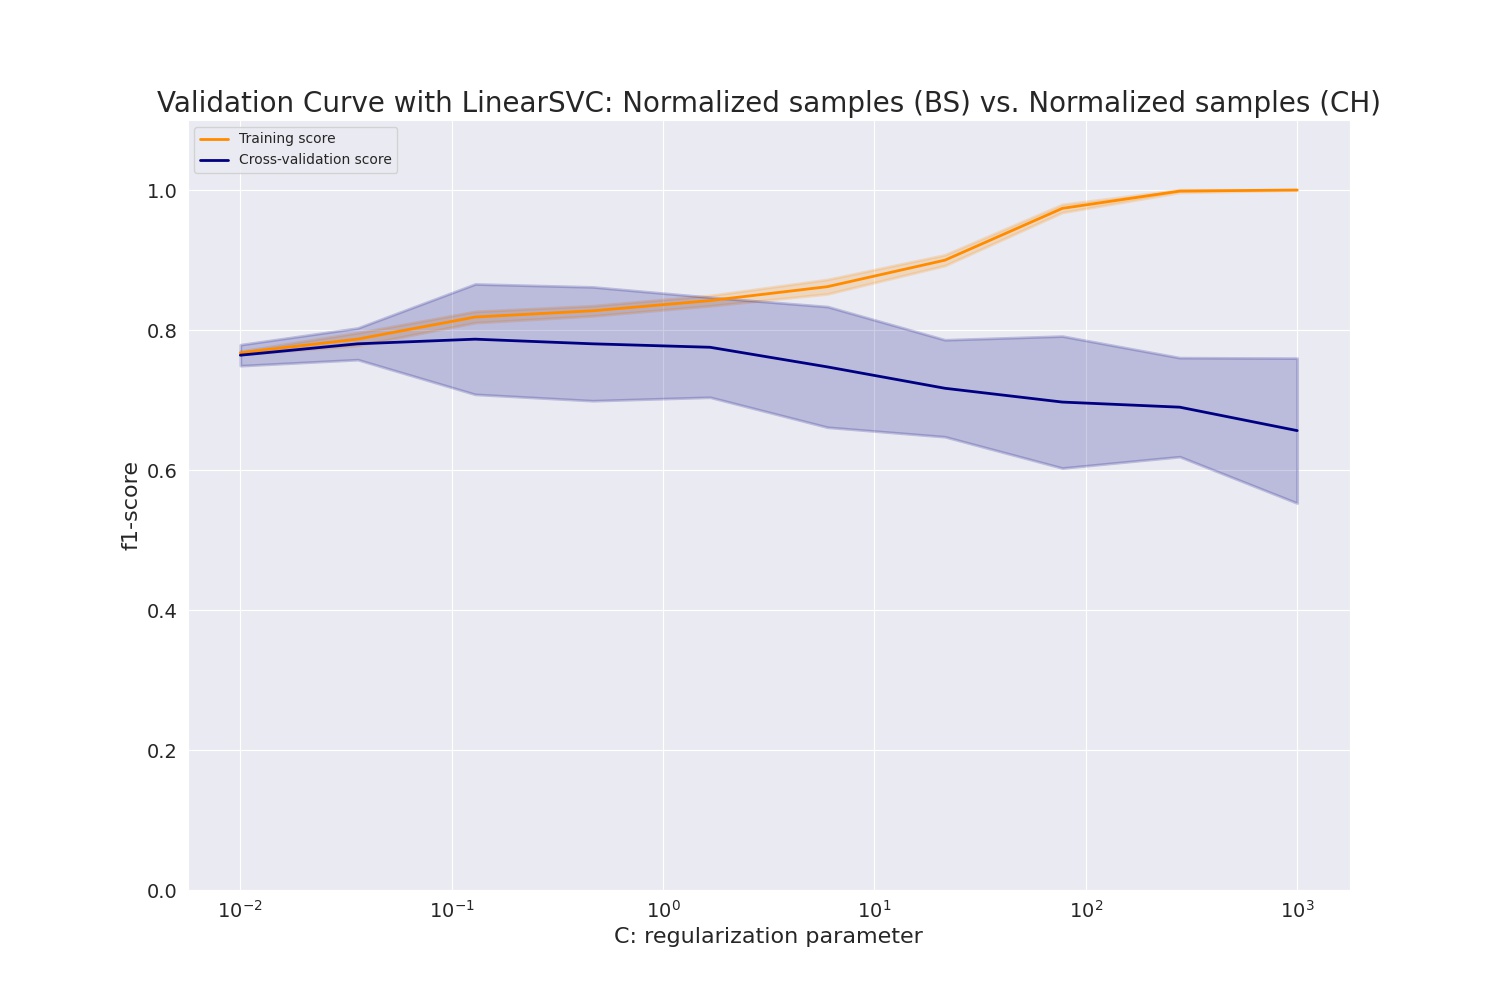 Validation Curve with LinearSVC: Normalized samples (BS) vs. Normalized samples (CH)
Training score
Cross-validation score
1.0
0.8
0.6
0.4
0.2
0.0
f1-score
10⁻² 10⁻¹ 10⁰ 10¹ 10² 10³
C: regularization parameter